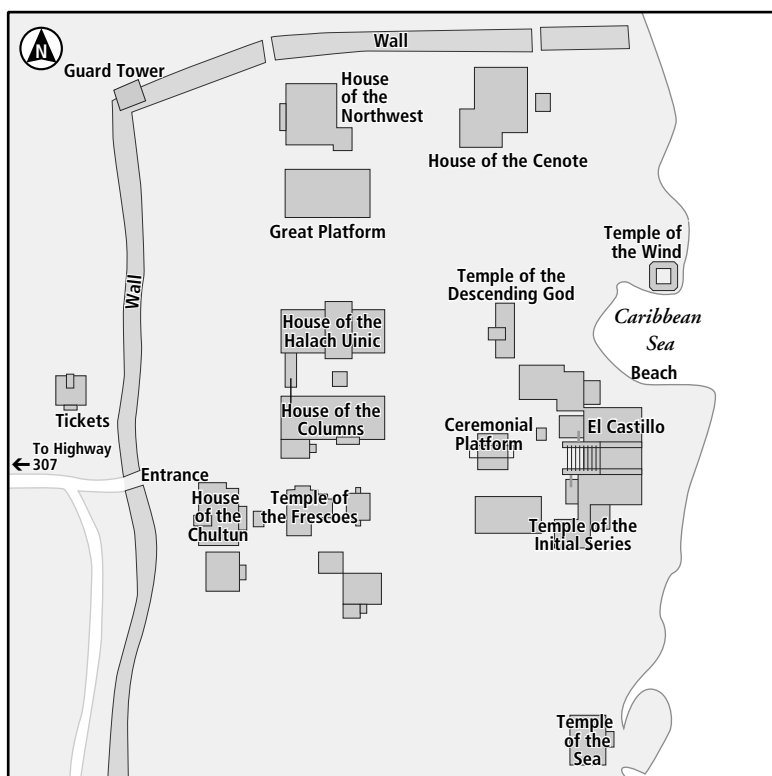 Wall
N
Guard Tower
House
of the
Northwest
House of the Cenote
Great Platform
Temple of
the Wind
Temple of the
Descending God
Wall
House of the
Halach Uinic
Caribbean
Sea
Beach
Tickets
House of the
Columns
Ceremonial
Platform
El Castillo
To Highway
307
Entrance
House
of the
Chultun
Temple of
the Frescoes
Temple of the
Initial Series
Temple
of the
Sea